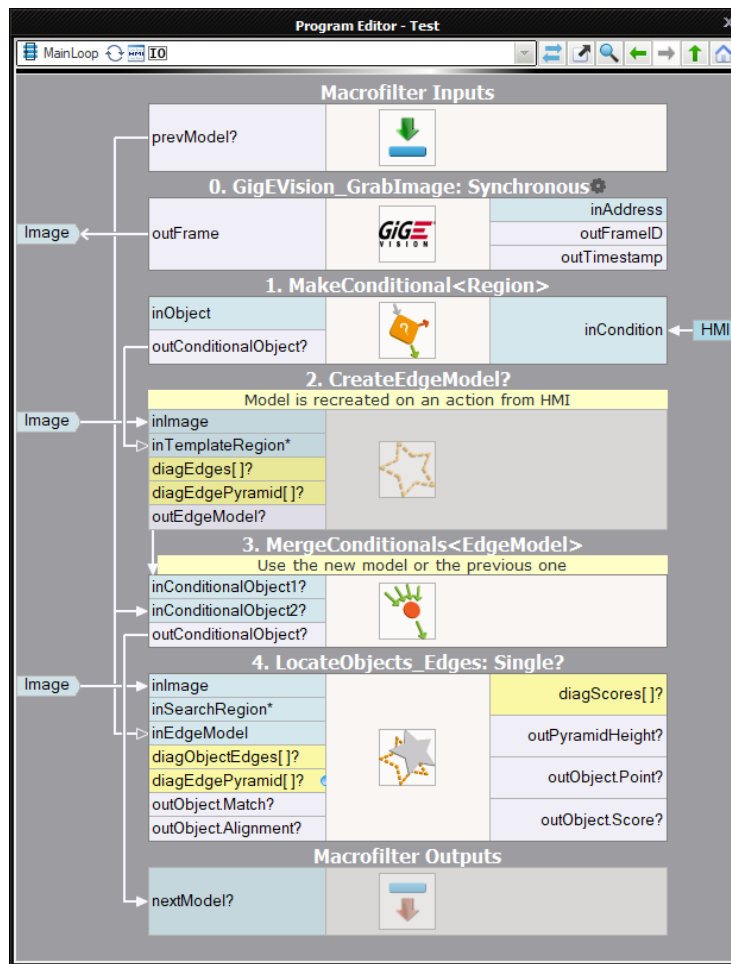 Program Editor - Test
MainLoop HMI IO
Macrofilter Inputs
prevModel?
0. GigEVision_GrabImage: Synchronous
Image
outFrame
GiGE
VISION
inAddress
outFrameID
outTimestamp
1. MakeConditional<Region>
inObject
outConditionalObject?
?
inCondition
HMI
2. CreateEdgeModel?
Model is recreated on an action from HMI
Image
inImage
inTemplateRegion*
diagEdges[]?
diagEdgePyramid[]?
outEdgeModel?
3. MergeConditionals<EdgeModel>
Use the new model or the previous one
inConditionalObject1?
inConditionalObject2?
outConditionalObject?
4. LocateObjects_Edges: Single?
Image
inImage
inSearchRegion*
inEdgeModel
diagObjectEdges[]?
diagEdgePyramid[]?
outObject.Match?
outObject.Alignment?
diagScores[]?
outPyramidHeight?
outObject.Point?
outObject.Score?
Macrofilter Outputs
nextModel?